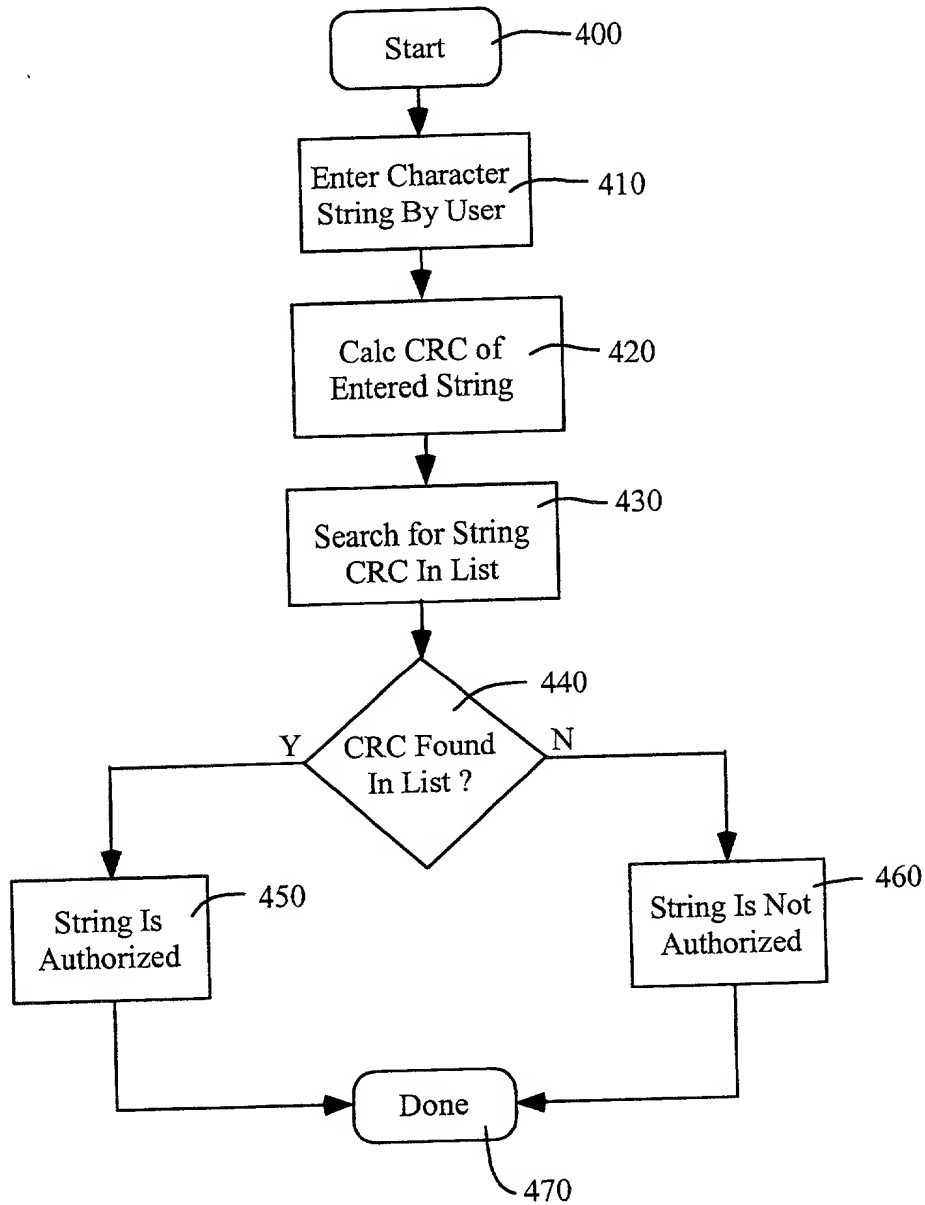 Start
400
Enter Character
String By User
410
Calc CRC of
Entered String
420
Search for String
CRC In List
430
440
Y
CRC Found
In List ?
N
String Is
Authorized
450
String Is Not
Authorized
460
Done
470